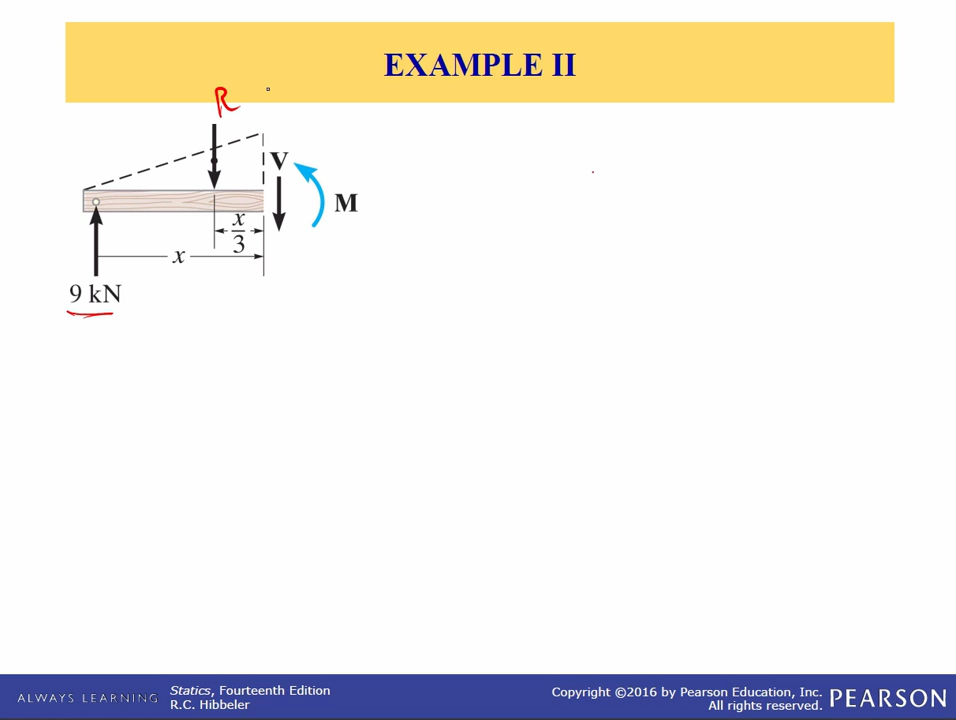 EXAMPLE II
R
V
M
x
3
x
9 kN
ALWAYS LEARNING
Statics, Fourteenth Edition
R.C. Hibbeler
Copyright ©2016 by Pearson Education, Inc.
All rights reserved.
PEARSON